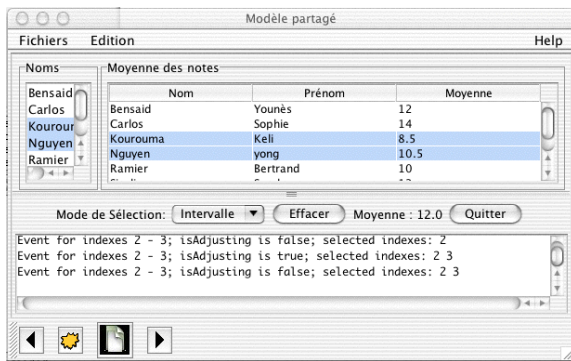 Modèle partagé
Fichiers Edition Help
Noms
Bensaid
Carlos
Kourour
Nguyen
Ramier
Moyenne des notes
Nom Prénom Moyenne
Bensaid Younès 12
Carlos Sophie 14
Kourouma Keli 8.5
Nguyen yong 10.5
Ramier Bertrand 10
Mode de Sélection: Intervalle Effacer Moyenne : 12.0 Quitter
Event for indexes 2 - 3; isAdjusting is false; selected indexes: 2
Event for indexes 2 - 3; isAdjusting is true; selected indexes: 2 3
Event for indexes 2 - 3; isAdjusting is false; selected indexes: 2 3